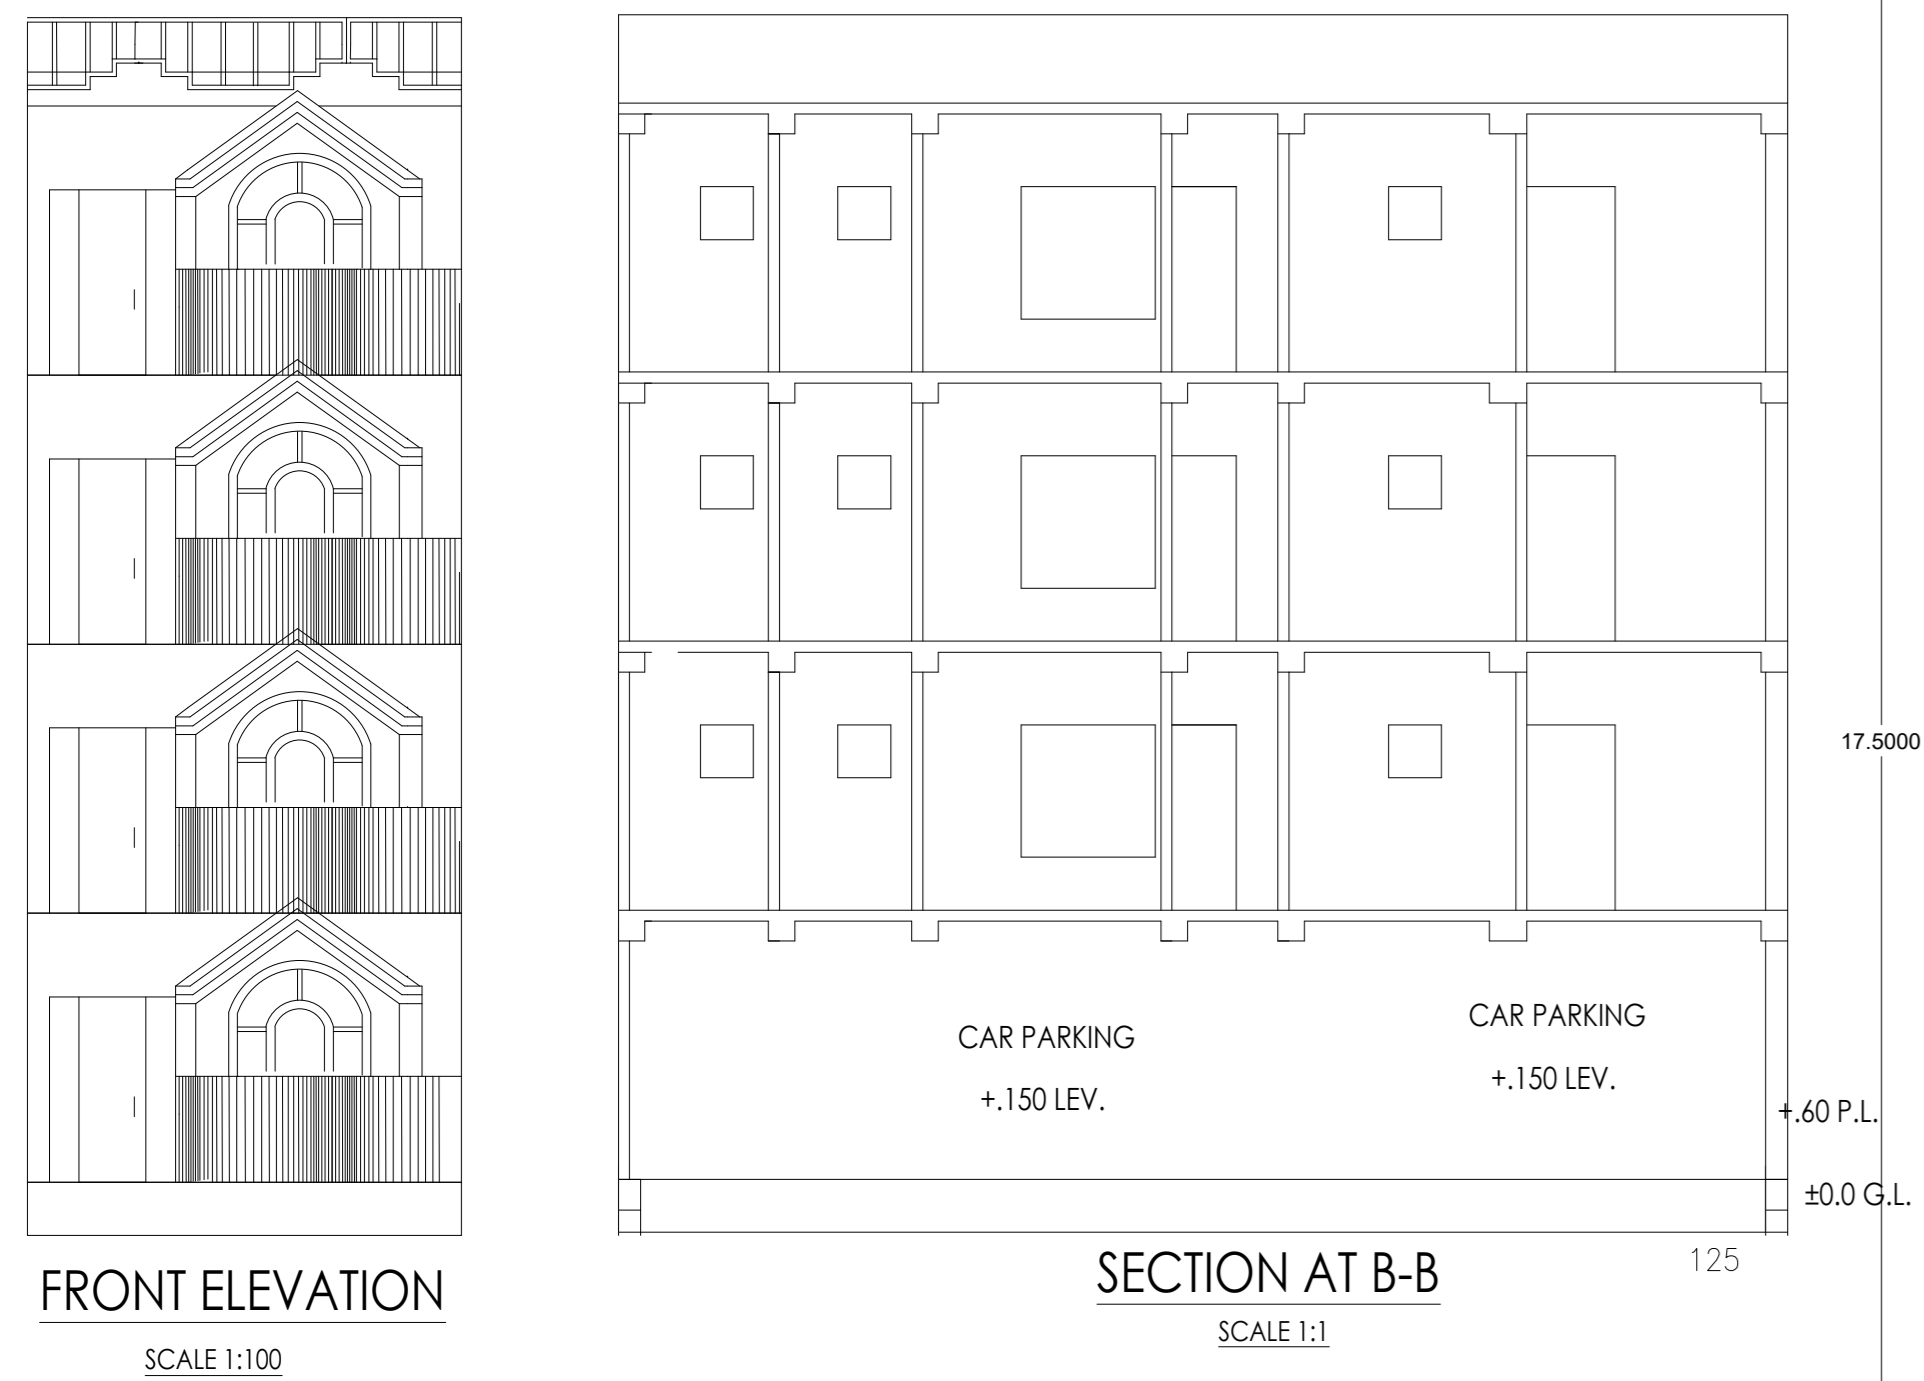 17.5000
CAR PARKING
+.150 LEV.
CAR PARKING
+.150 LEV.
+.60 P.L.
±0.0 G.L.
FRONT ELEVATION
SCALE 1:100
SECTION AT B-B
SCALE 1:1
125